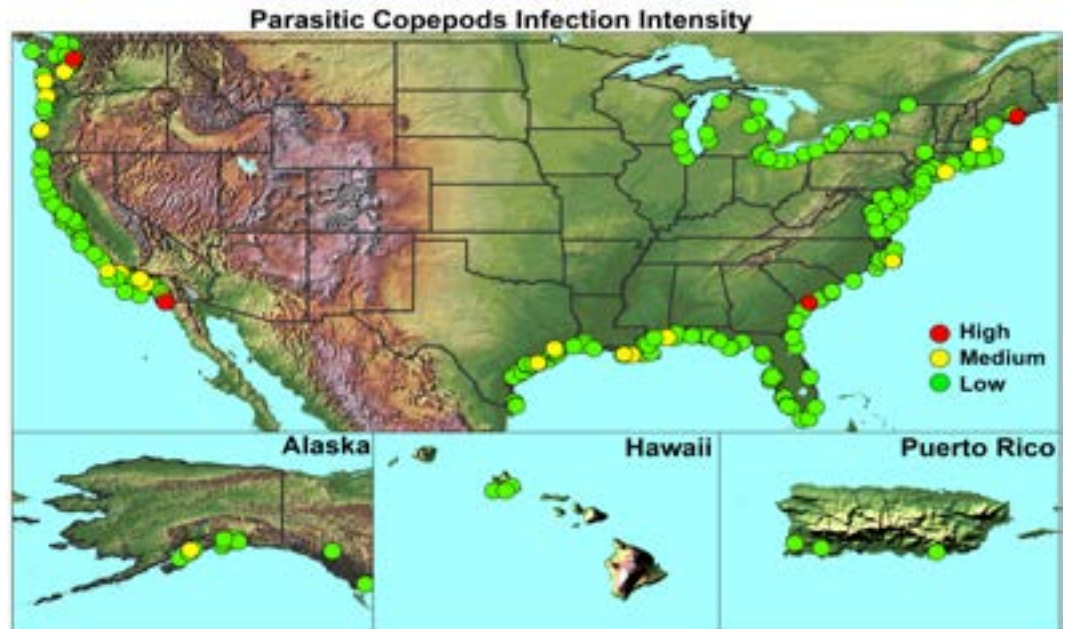 Parasitic Copepods Infection Intensity
High
Medium
Low
Alaska
Hawaii
Puerto Rico